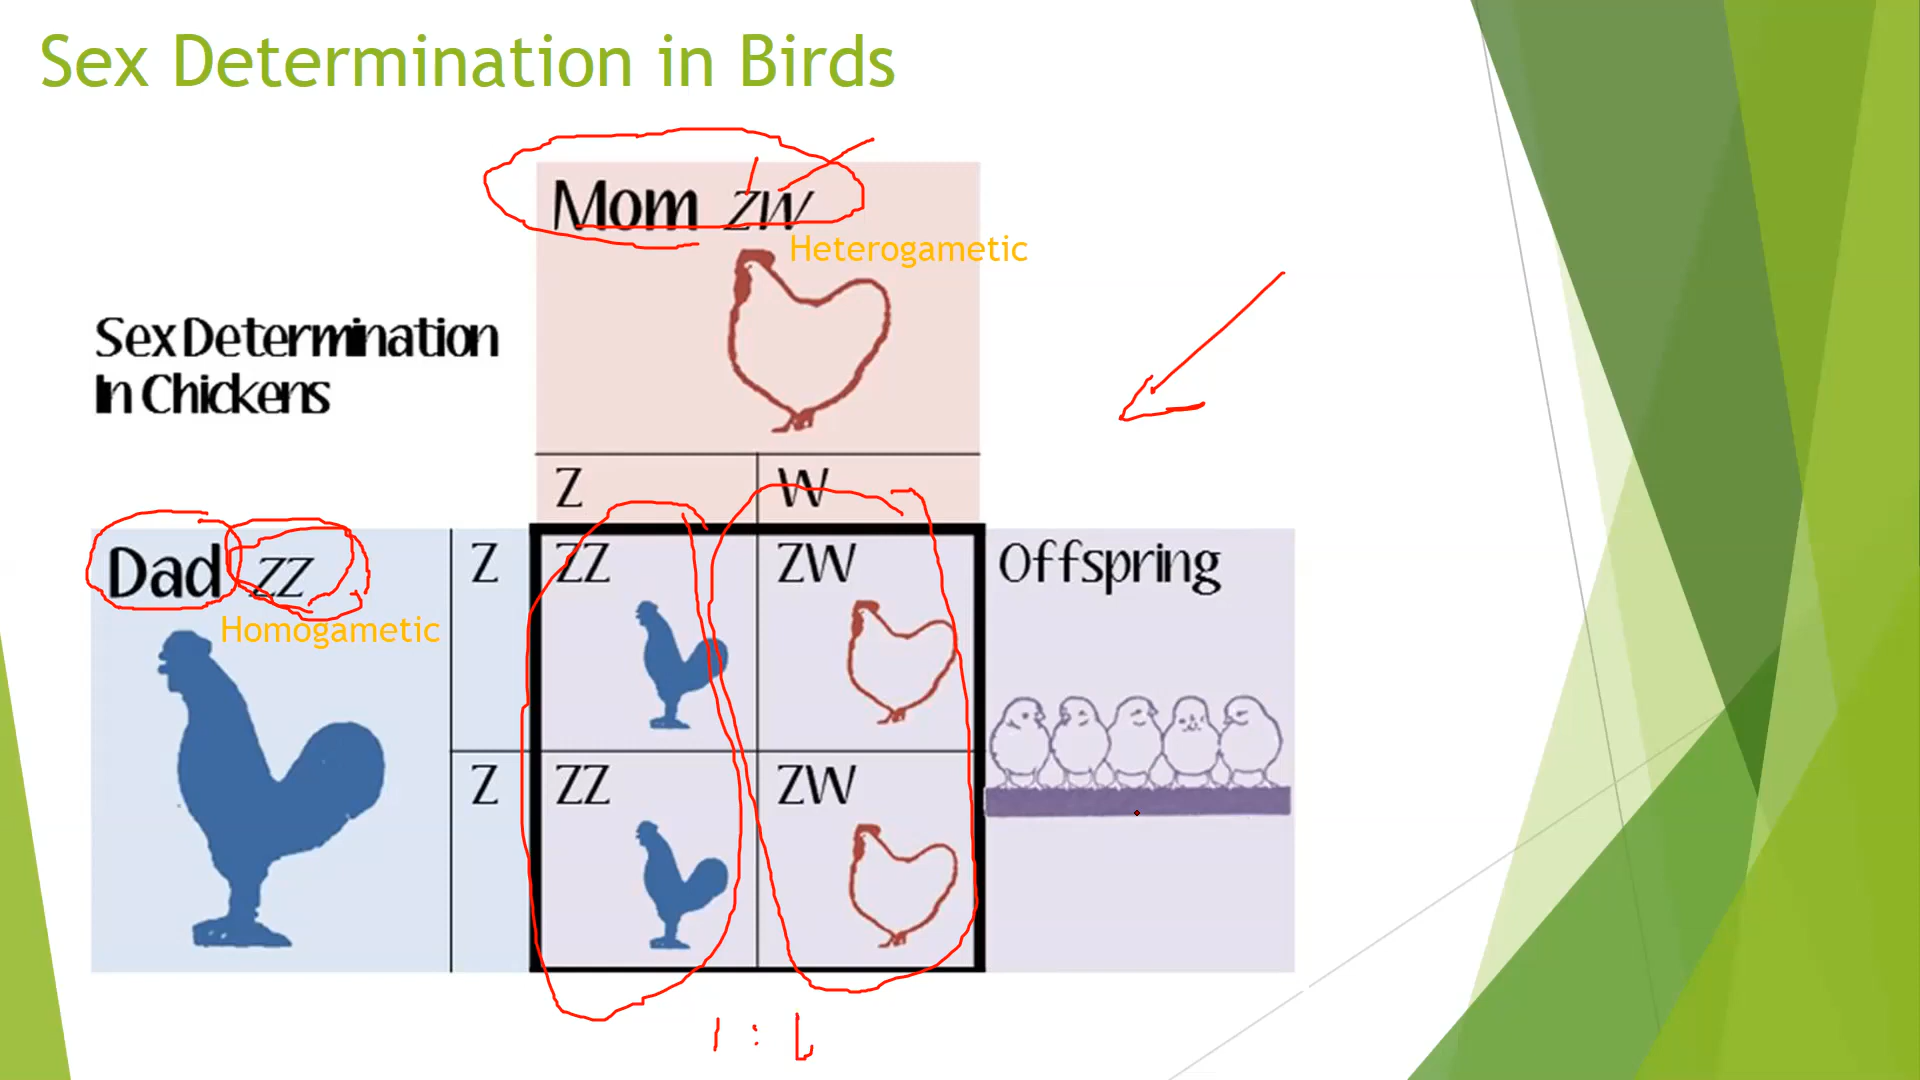 Sex Determination in Birds
Mom ZW
Heterogametic
Sex Determination
In Chickens
Z W
Dad ZZ
Homogametic
Z ZZ ZW Offspring
Z ZZ ZW
1 : 1